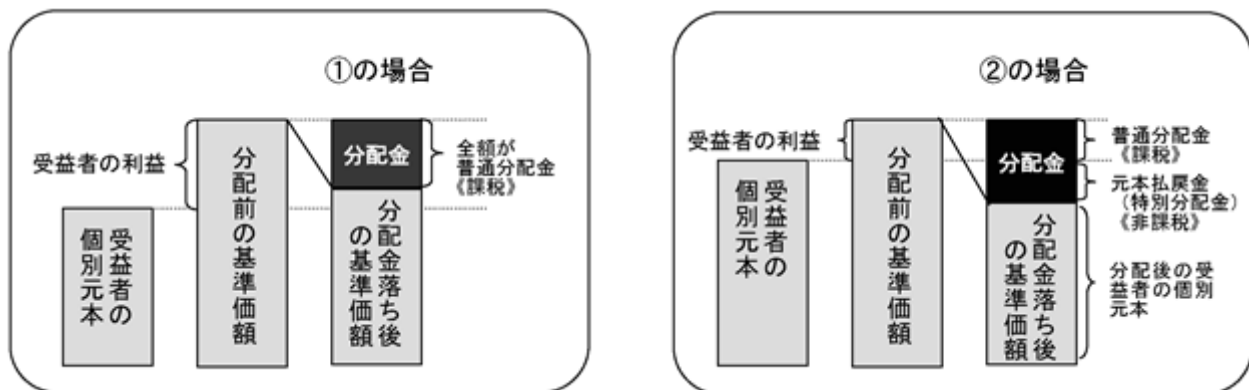 ①の場合
受益者の利益
受益者の
個別元本
分配前の基準価額
分配金
全額が
普通分配金
《課税》
分配金落ち後
の基準価額
②の場合
受益者の利益
受益者の
個別元本
分配前の基準価額
分配金
普通分配金
《課税》
元本払戻金
（特別分配金）
《非課税》
分配金落ち後
の基準価額
分配後の受
益者の個別
元本